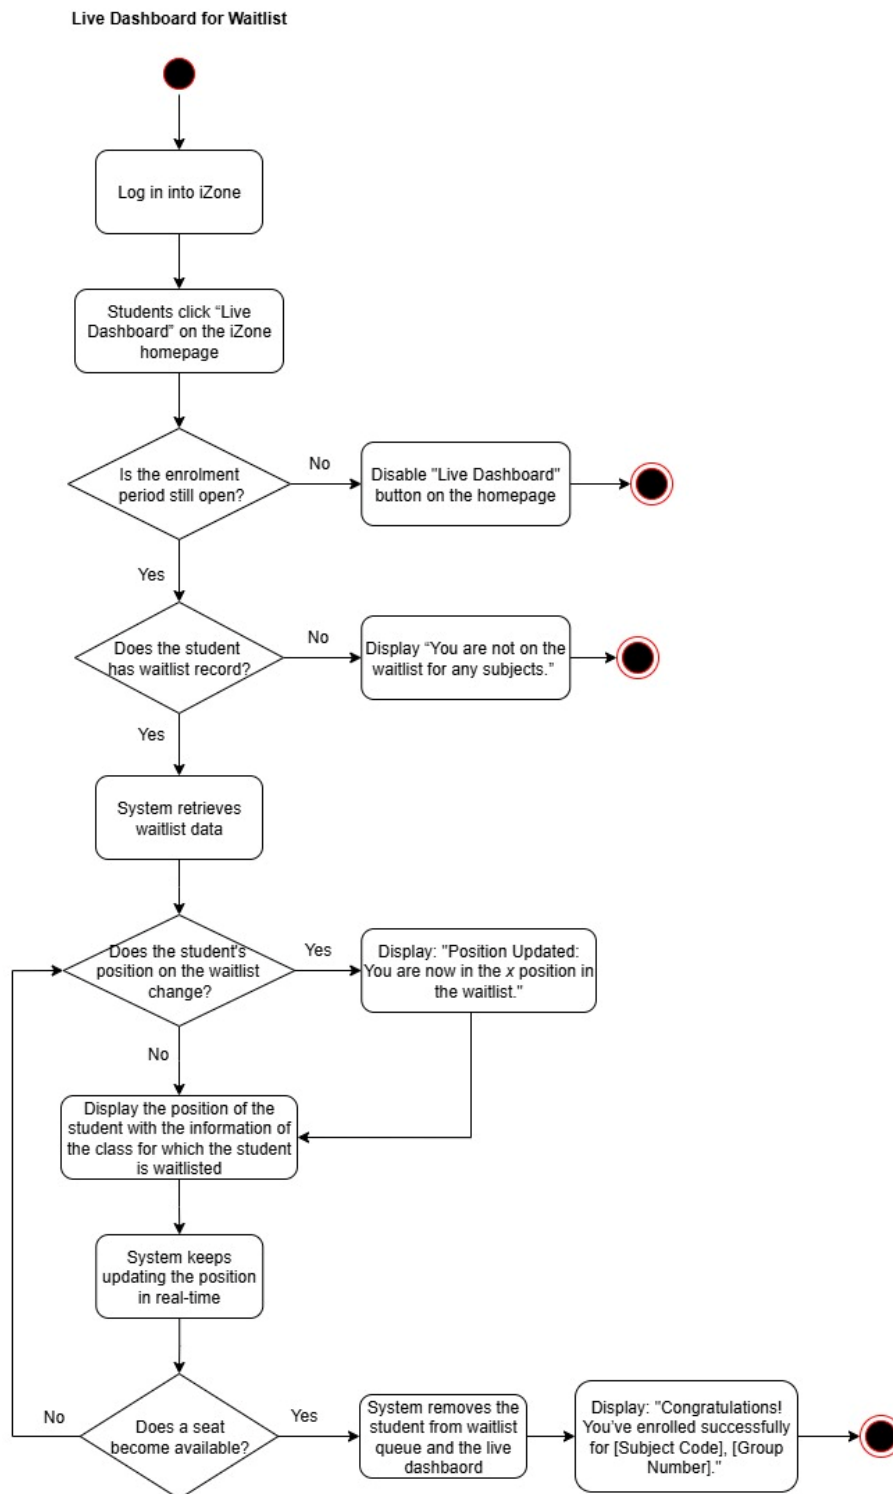 Live Dashboard for Waitlist
Log in into iZone
Students click “Live
Dashboard” on the iZone
homepage
Is the enrolment
period still open?
No
Disable "Live Dashboard"
button on the homepage
Yes
Does the student
has waitlist record?
No
Display “You are not on the
waitlist for any subjects.”
Yes
System retrieves
waitlist data
Does the student's
position on the waitlist
change?
Yes
Display: "Position Updated:
You are now in the x position in
the waitlist."
No
Display the position of the
student with the information of
the class for which the student
is waitlisted
System keeps
updating the position
in real-time
Does a seat
become available?
No
Yes
System removes the
student from waitlist
queue and the live
dashbaord
Display: "Congratulations!
You've enrolled successfully
for [Subject Code], [Group
Number]."